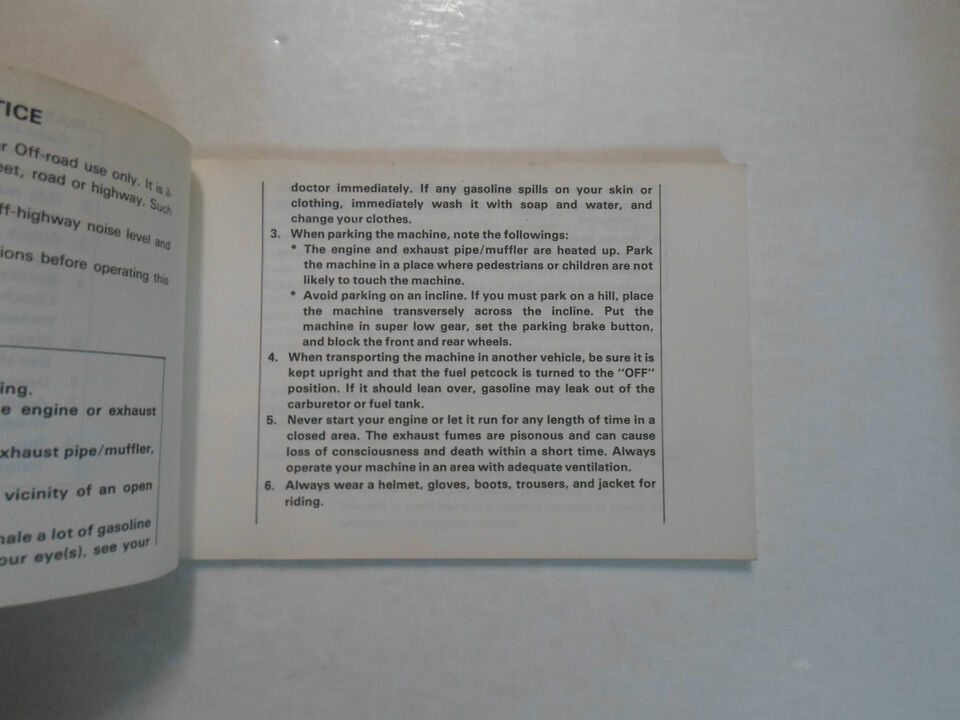 TICE
r Off-road use only. It is il-
eet, road or highway. Such
ff-highway noise level and
ions before operating this
ing.
e engine or exhaust
xhaust pipe/muffler,
vicinity of an open
hale a lot of gasoline
our eye(s), see your
doctor immediately. If any gasoline spills on your skin or
clothing, immediately wash it with soap and water, and
change your clothes.
3. When parking the machine, note the followings:
* The engine and exhaust pipe/muffler are heated up. Park
the machine in a place where pedestrians or children are not
likely to touch the machine.
* Avoid parking on an incline. If you must park on a hill, place
the machine transversely across the incline. Put the
machine in super low gear, set the parking brake button,
and block the front and rear wheels.
4. When transporting the machine in another vehicle, be sure it is
kept upright and that the fuel petcock is turned to the "OFF"
position. If it should lean over, gasoline may leak out of the
carburetor or fuel tank.
5. Never start your engine or let it run for any length of time in a
closed area. The exhaust fumes are pisonous and can cause
loss of consciousness and death within a short time. Always
operate your machine in an area with adequate ventilation.
6. Always wear a helmet, gloves, boots, trousers, and jacket for
riding.